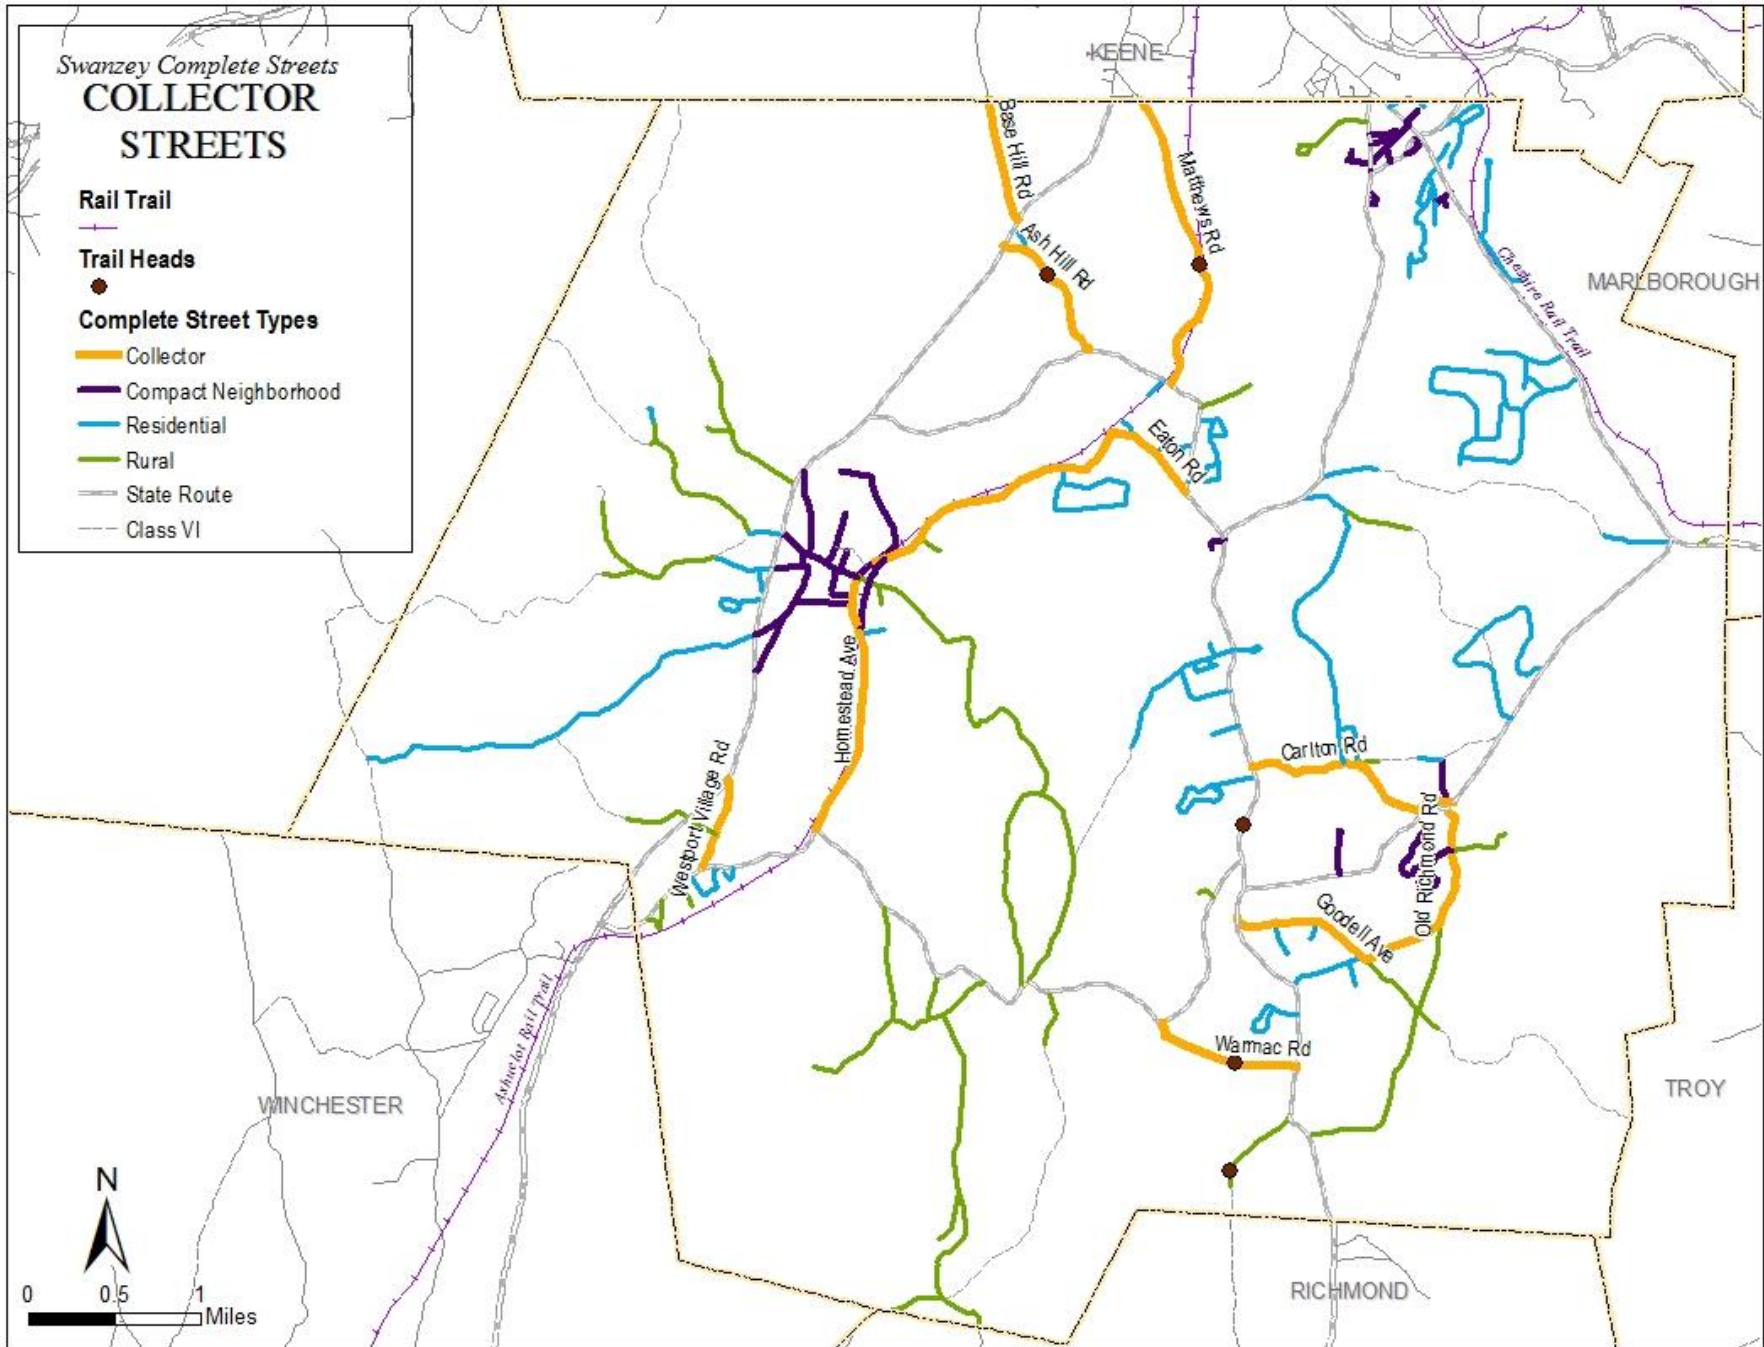 Swanzey Complete Streets
COLLECTOR
STREETS
Rail Trail
Trail Heads
Complete Street Types
Collector
Compact Neighborhood
Residential
Rural
State Route
Class VI
KEENE
Base Hill Rd
Matthews Rd
Ash Hill Rd
MARLBOROUGH
Cheshire Rail Trail
Eaton Rd
Homestead Ave
Carlton Rd
Westport Village Rd
Old Richmond Rd
Goodell Ave
Ashuelot Rail Trail
Warmac Rd
WINCHESTER
TROY
RICHMOND
N
0 0.5 1
Miles